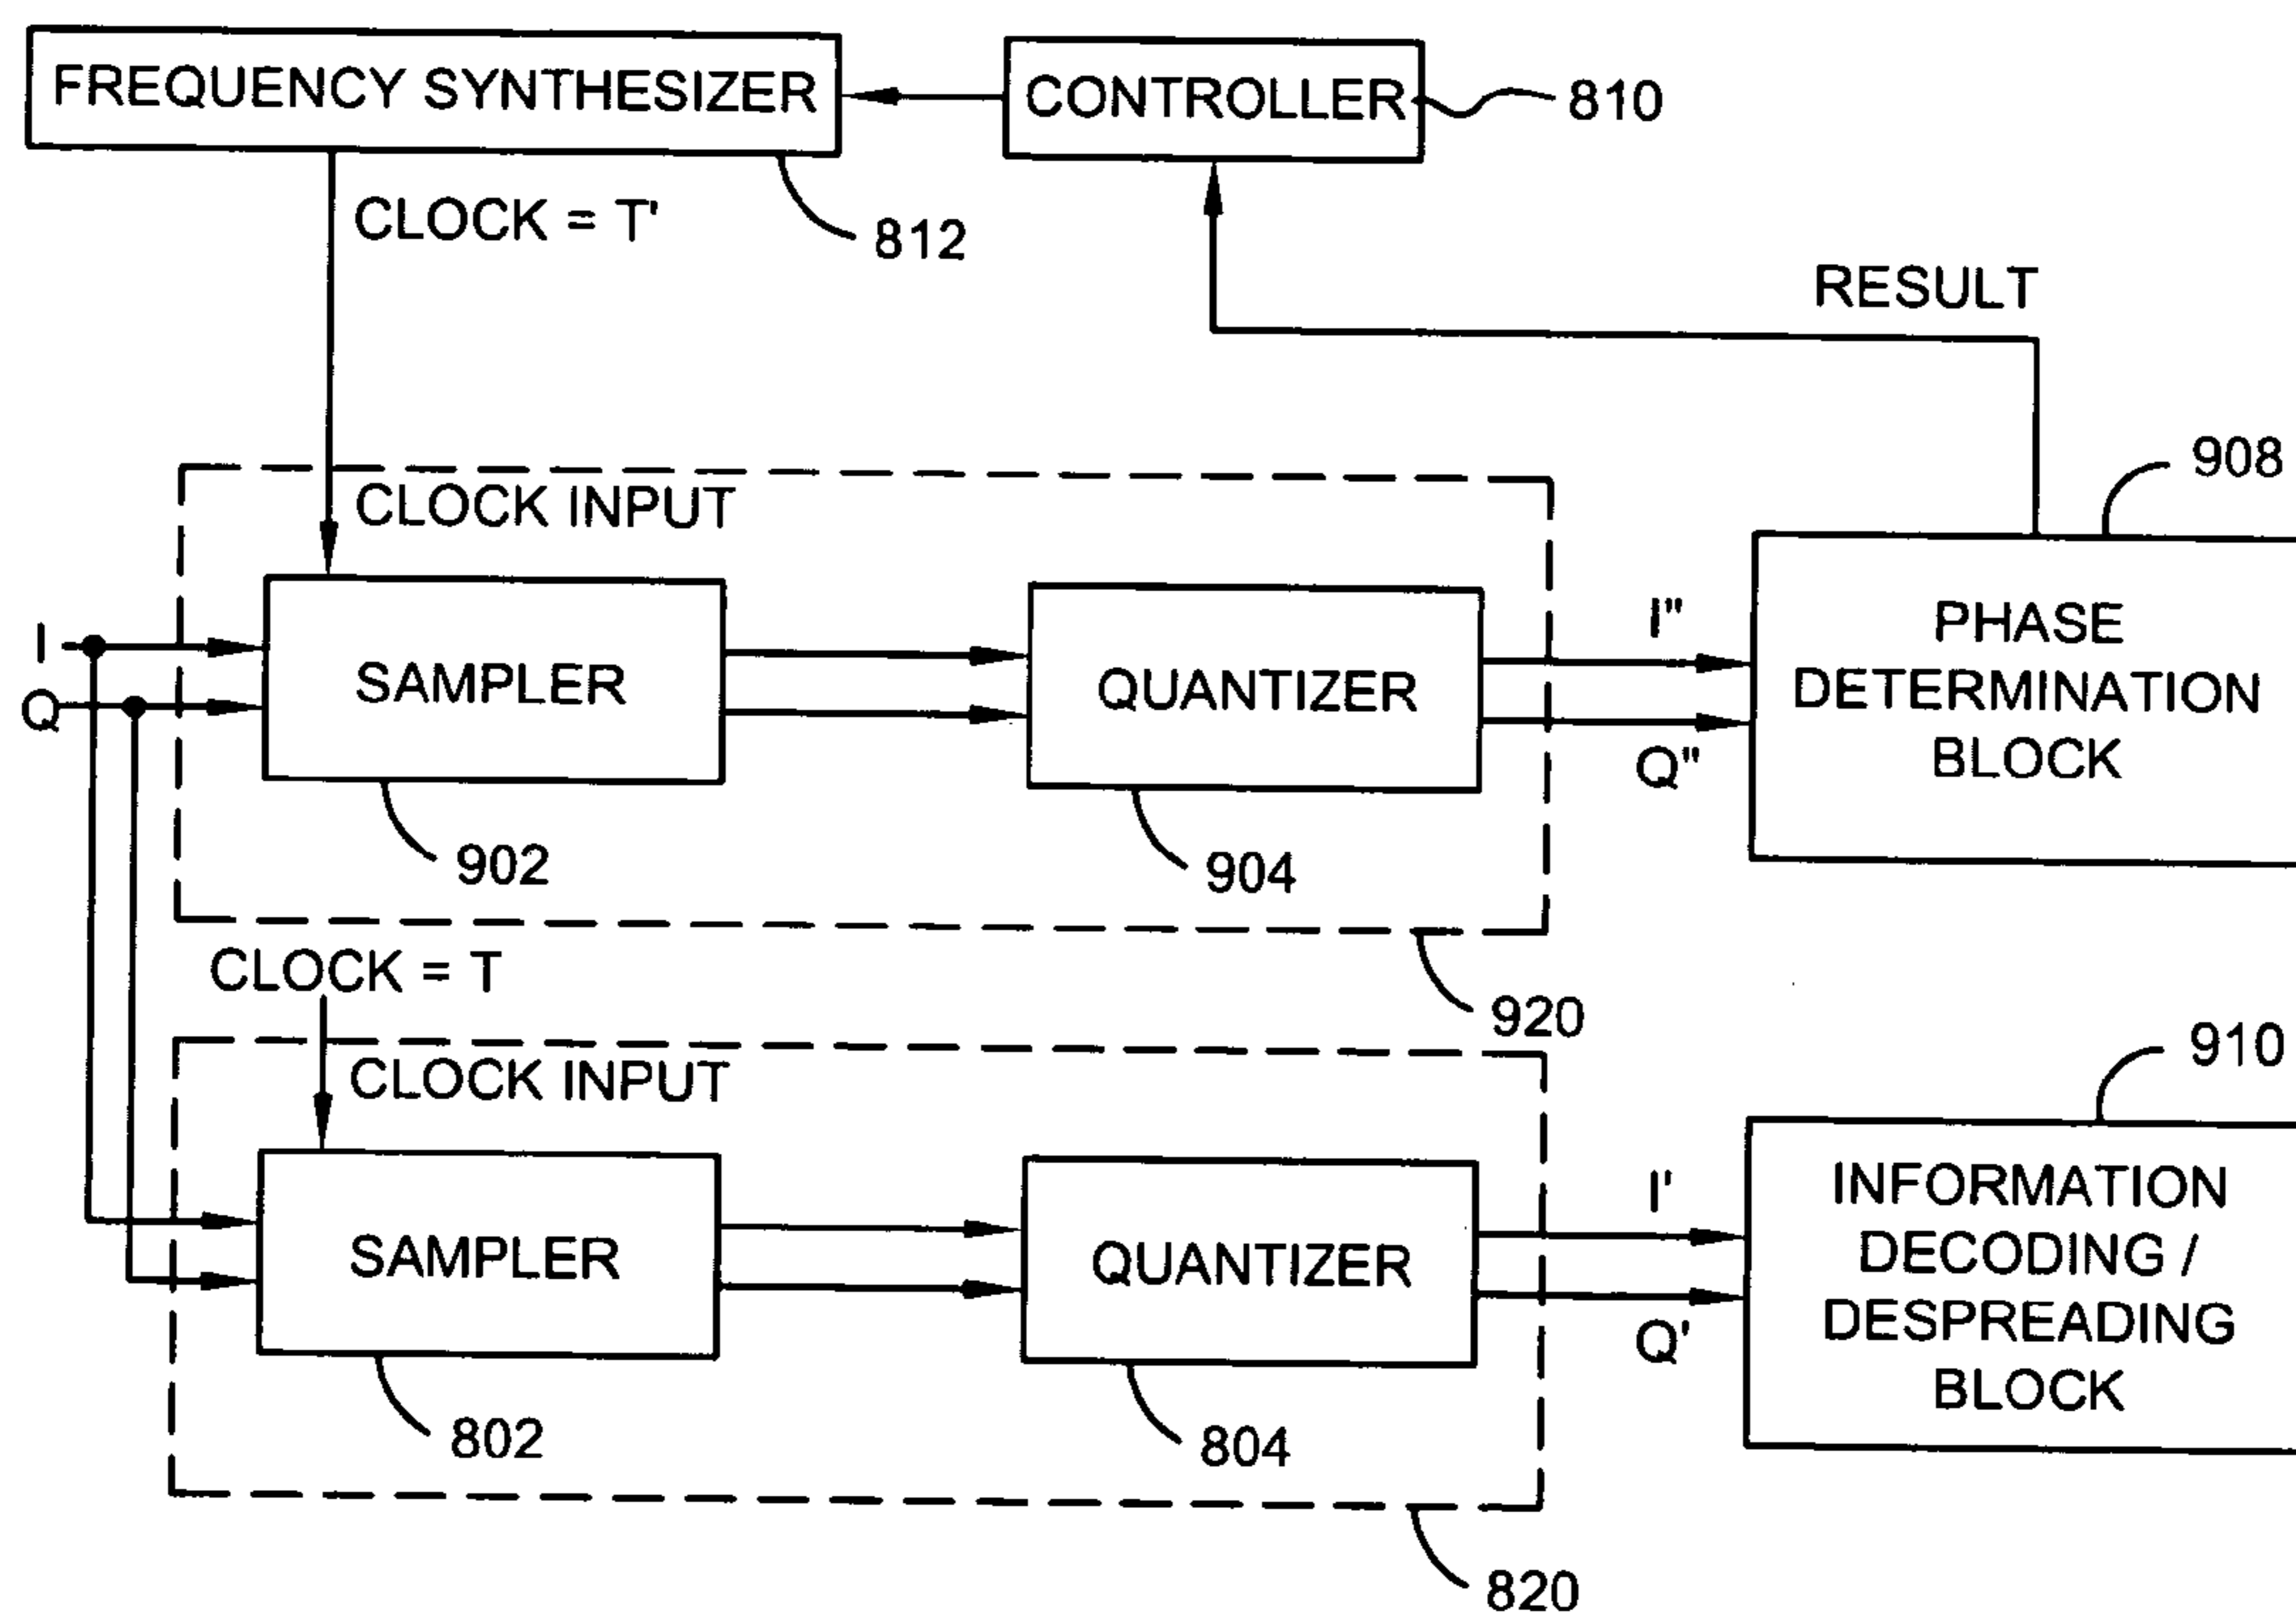 FREQUENCY SYNTHESIZER
CONTROLLER
810
CLOCK = T'
812
RESULT
908
CLOCK INPUT
I
Q
SAMPLER
QUANTIZER
I"
Q"
PHASE
DETERMINATION
BLOCK
902
904
920
CLOCK = T
910
CLOCK INPUT
SAMPLER
QUANTIZER
I'
Q'
INFORMATION
DECODING /
DESPREADING
BLOCK
802
804
820